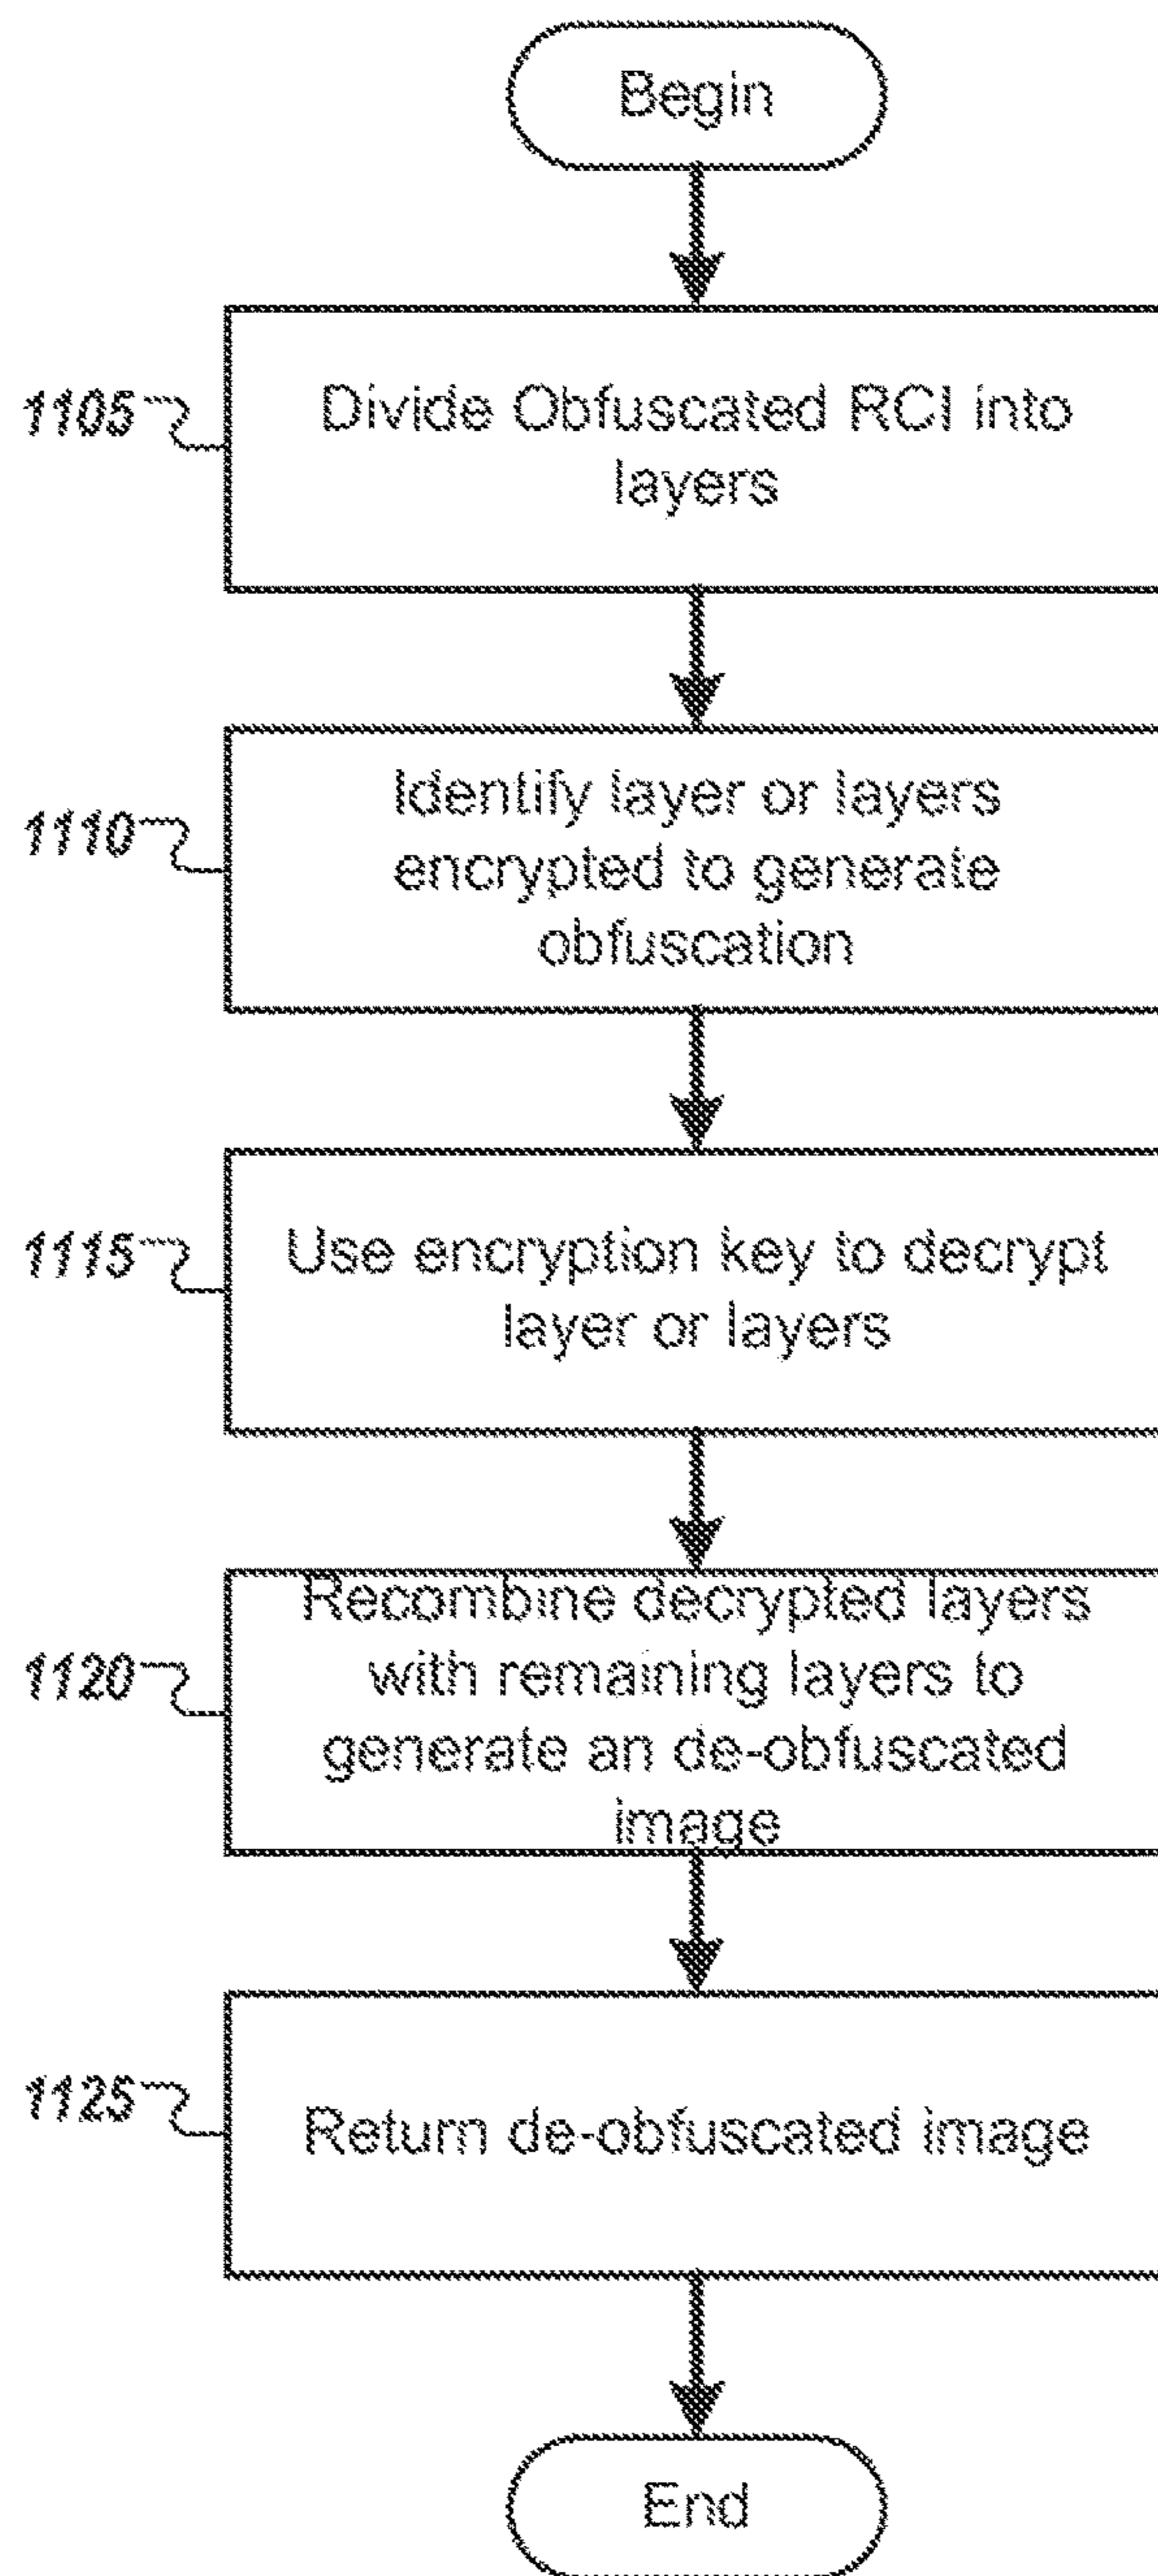 Begin
1105
Divide Obfuscated RCI into
layers
1110
Identify layer or layers
encrypted to generate
obfuscation
1115
Use encryption key to decrypt
layer or layers
1120
Recombine decrypted layers
with remaining layers to
generate an de-obfuscated
image
1125
Return de-obfuscated image
End